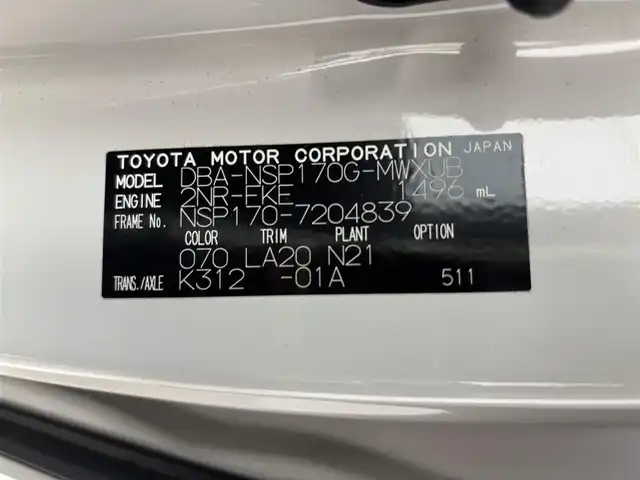 TOYOTA MOTOR CORPORATION JAPAN
MODEL DBA-NSP170G-MWXUB
ENGINE 2NR-FKE 1496 mL
FRAME No. NSP170-7204839
COLOR TRIM PLANT OPTION
070 LA20 N21
TRANS./AXLE K312 -01A 511